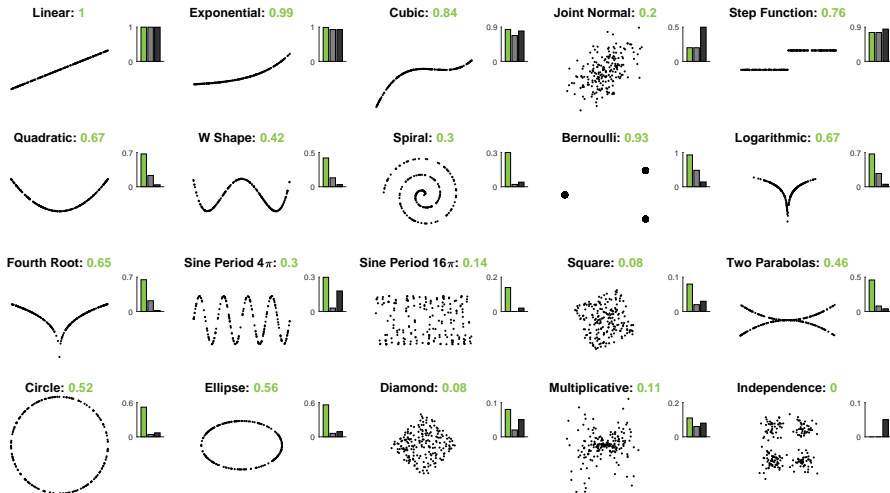 Linear: 1
1
0
Exponential: 0.99
1
0
Cubic: 0.84
1
0
Joint Normal: 0.2
0.5
0
Step Function: 0.76
0.9
0
Quadratic: 0.67
0.7
0
W Shape: 0.42
0.5
0
Spiral: 0.3
0.3
0
Bernoulli: 0.93
1
0
Logarithmic: 0.67
0.7
0
Fourth Root: 0.65
0.7
0
Sine Period 4π: 0.3
0.3
0
Sine Period 16π: 0.14
0.2
0
Square: 0.08
0.1
0
Two Parabolas: 0.46
0.5
0
Circle: 0.52
0.6
0
Ellipse: 0.56
0.6
0
Diamond: 0.08
0.1
0
Multiplicative: 0.11
0.2
0
Independence: 0
0.1
0